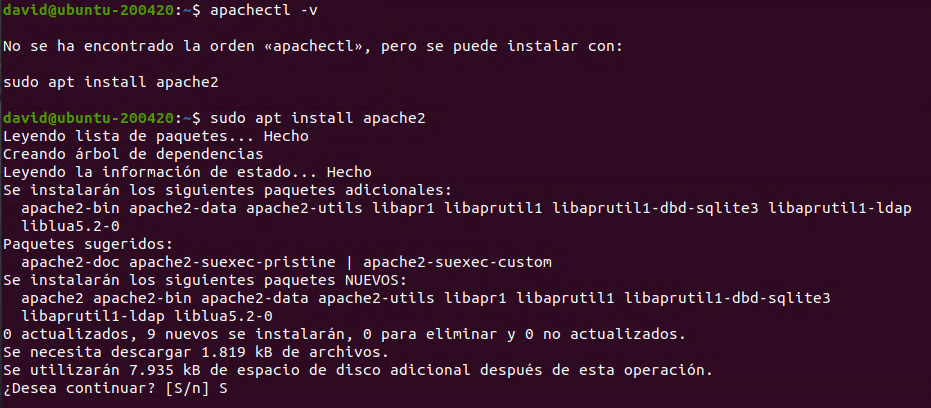 david@ubuntu-200420:~$ apachectl -v
No se ha encontrado la orden «apachectl», pero se puede instalar con:
sudo apt install apache2
david@ubuntu-200420:~$ sudo apt install apache2
Leyendo lista de paquetes... Hecho
Creando árbol de dependencias
Leyendo la información de estado... Hecho
Se instalarán los siguientes paquetes adicionales:
  apache2-bin apache2-data apache2-utils libapr1 libaprutil1 libaprutil1-dbd-sqlite3 libaprutil1-ldap
  liblua5.2-0
Paquetes sugeridos:
  apache2-doc apache2-suexec-pristine | apache2-suexec-custom
Se instalarán los siguientes paquetes NUEVOS:
  apache2 apache2-bin apache2-data apache2-utils libapr1 libaprutil1 libaprutil1-dbd-sqlite3
  libaprutil1-ldap liblua5.2-0
0 actualizados, 9 nuevos se instalarán, 0 para eliminar y 0 no actualizados.
Se necesita descargar 1.819 kB de archivos.
Se utilizarán 7.935 kB de espacio de disco adicional después de esta operación.
¿Desea continuar? [S/n] S